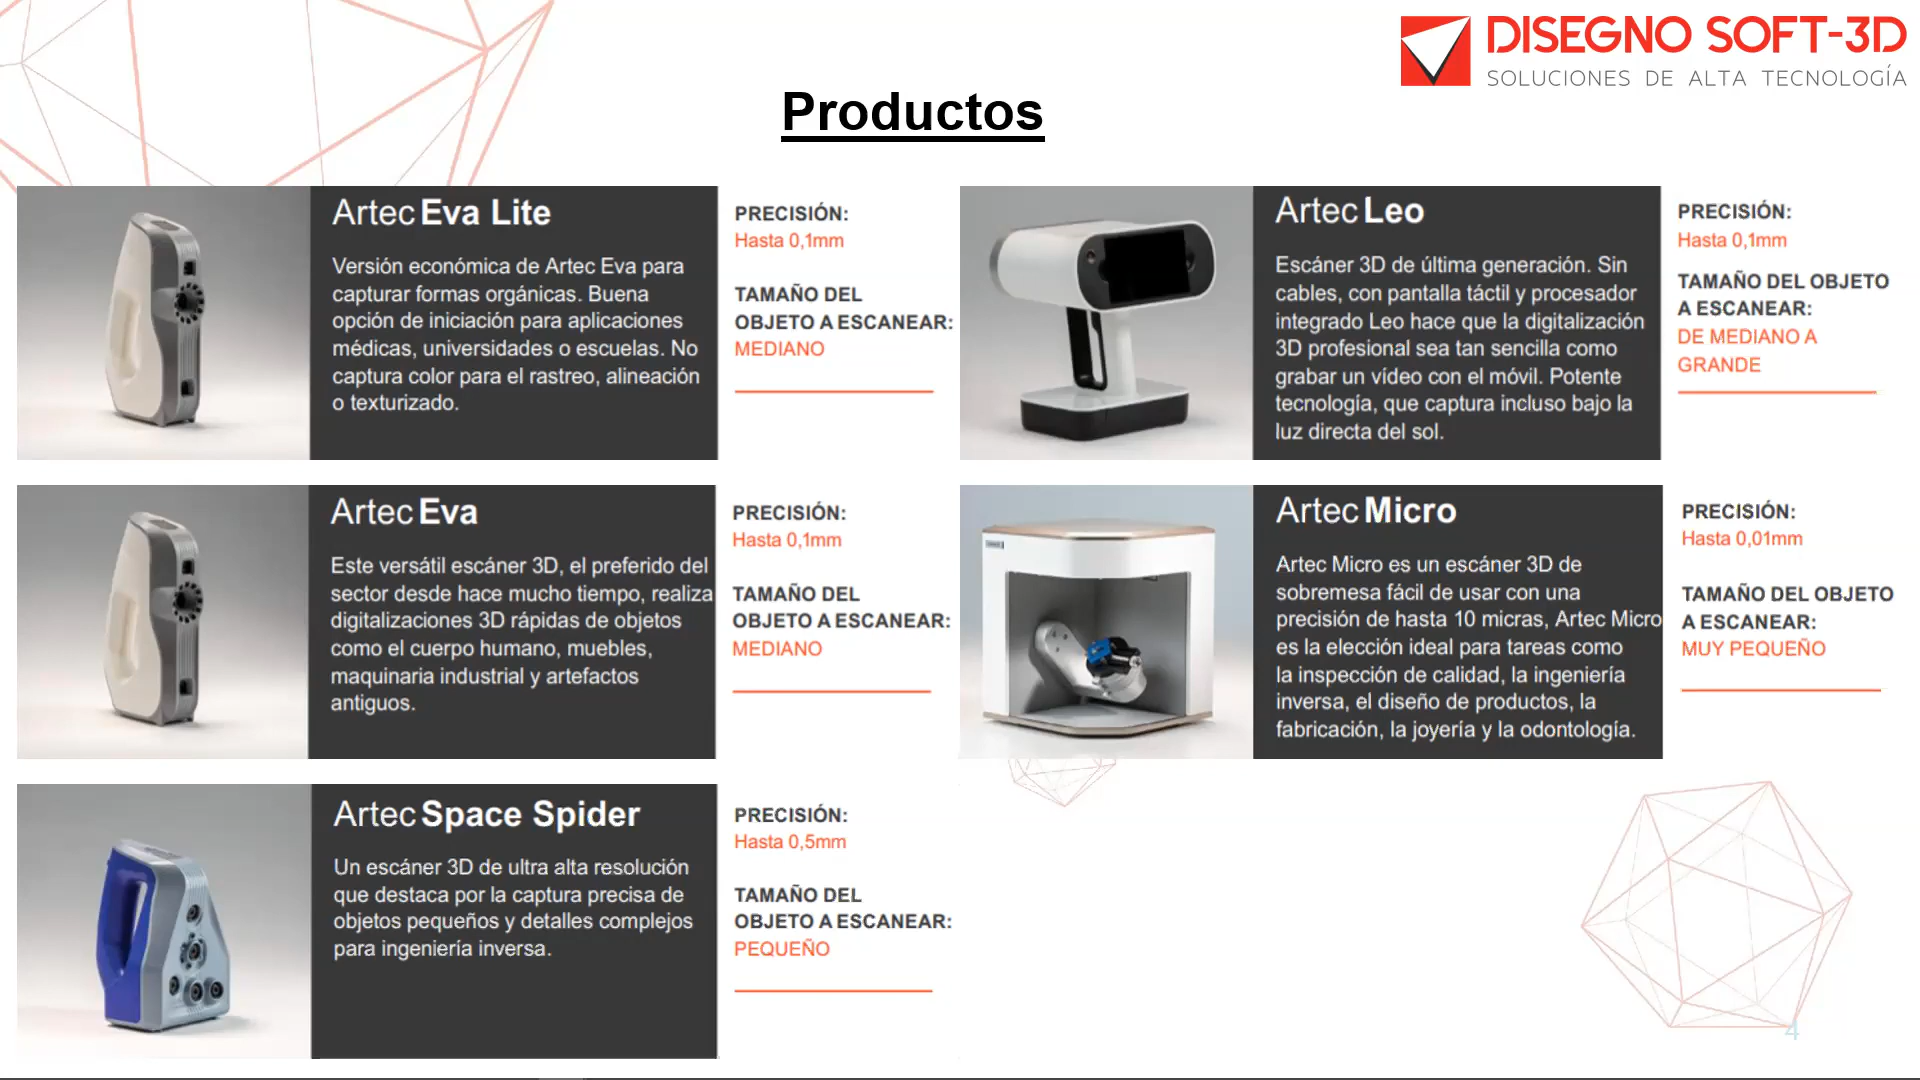 DISEGNO SOFT-3D
SOLUCIONES DE ALTA TECNOLOGÍA
Productos
Artec Eva Lite
Versión económica de Artec Eva para
capturar formas orgánicas. Buena
opción de iniciación para aplicaciones
médicas, universidades o escuelas. No
captura color para el rastreo, alineación
o texturizado.
PRECISIÓN:
Hasta 0,1mm
TAMAÑO DEL
OBJETO A ESCANEAR:
MEDIANO
Artec Leo
Escáner 3D de última generación. Sin
cables, con pantalla táctil y procesador
integrado Leo hace que la digitalización
3D profesional sea tan sencilla como
grabar un vídeo con el móvil. Potente
tecnología, que captura incluso bajo la
luz directa del sol.
PRECISIÓN:
Hasta 0,1mm
TAMAÑO DEL OBJETO
A ESCANEAR:
DE MEDIANO A
GRANDE
Artec Eva
Este versátil escáner 3D, el preferido del
sector desde hace mucho tiempo, realiza
digitalizaciones 3D rápidas de objetos
como el cuerpo humano, muebles,
maquinaria industrial y artefactos
antiguos.
PRECISIÓN:
Hasta 0,1mm
TAMAÑO DEL
OBJETO A ESCANEAR:
MEDIANO
Artec Micro
Artec Micro es un escáner 3D de
sobremesa fácil de usar con una
precisión de hasta 10 micras, Artec Micro
es la elección ideal para tareas como
la inspección de calidad, la ingeniería
inversa, el diseño de productos, la
fabricación, la joyería y la odontología.
PRECISIÓN:
Hasta 0,01mm
TAMAÑO DEL OBJETO
A ESCANEAR:
MUY PEQUEÑO
Artec Space Spider
Un escáner 3D de ultra alta resolución
que destaca por la captura precisa de
objetos pequeños y detalles complejos
para ingeniería inversa.
PRECISIÓN:
Hasta 0,5mm
TAMAÑO DEL
OBJETO A ESCANEAR:
PEQUEÑO
4